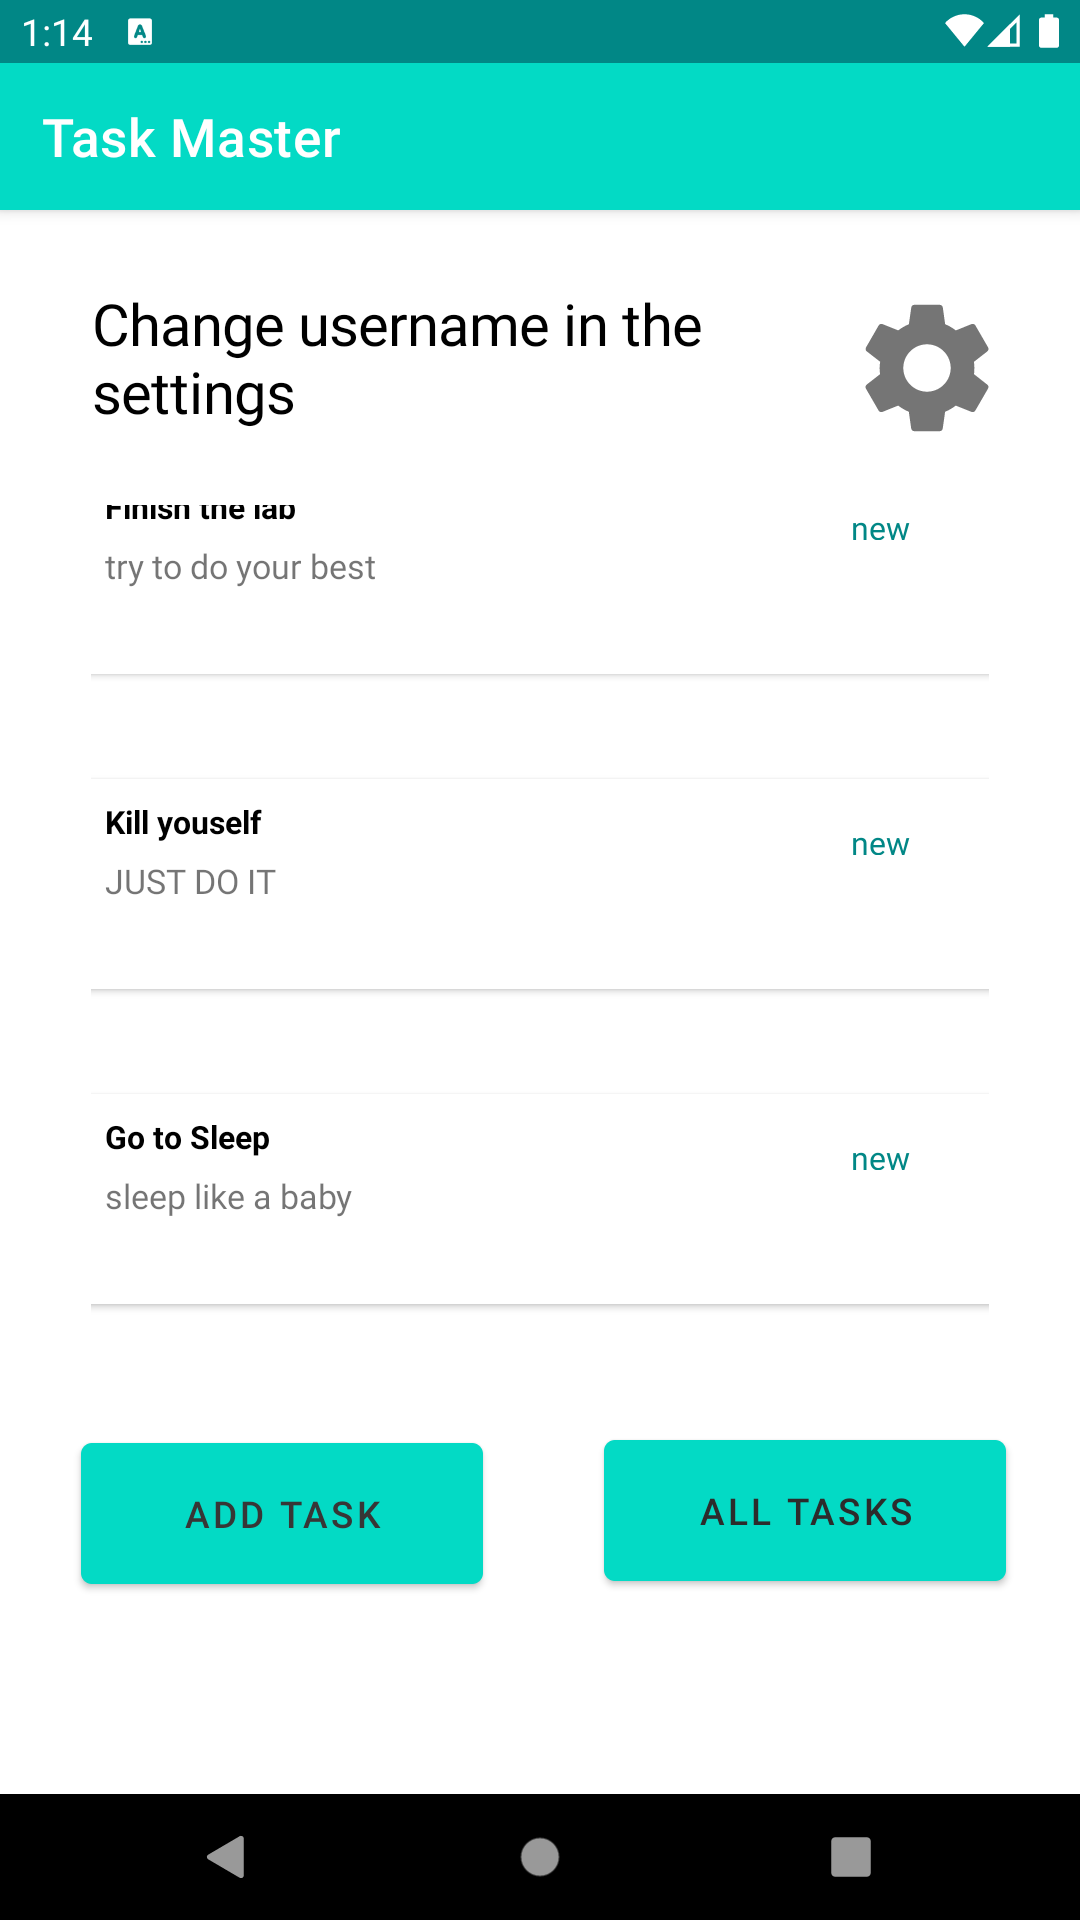 1:14
Task Master
Change username in the
settings
Finish the lab
new
try to do your best
Kill youself
new
JUST DO IT
Go to Sleep
new
sleep like a baby
ADD TASK
ALL TASKS